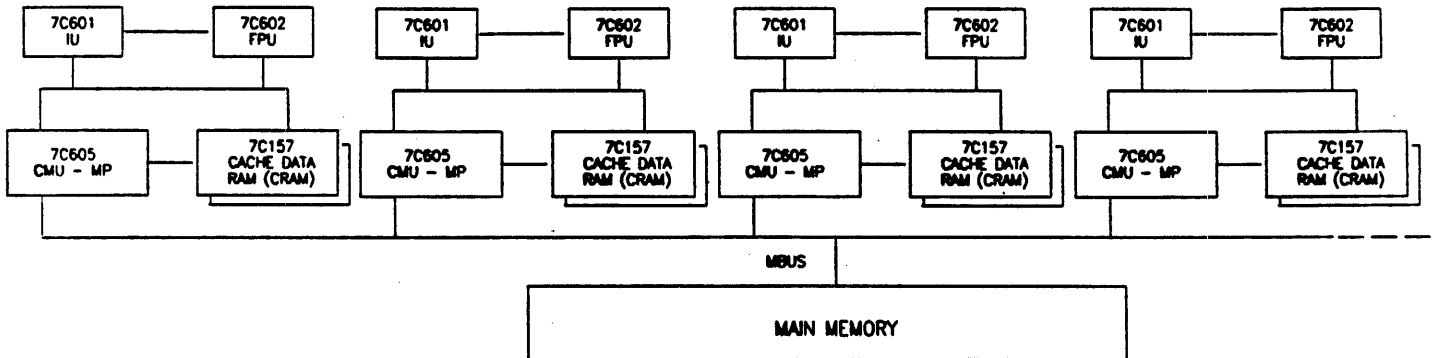 7C601
IU
7C602
FPU
7C601
IU
7C602
FPU
7C601
IU
7C602
FPU
7C601
IU
7C602
FPU
7C605
CMU - MP
7C157
CACHE DATA
RAM (CRAM)
7C605
CMU - MP
7C157
CACHE DATA
RAM (CRAM)
7C605
CMU - MP
7C157
CACHE DATA
RAM (CRAM)
7C605
CMU - MP
7C157
CACHE DATA
RAM (CRAM)
MBUS
MAIN MEMORY